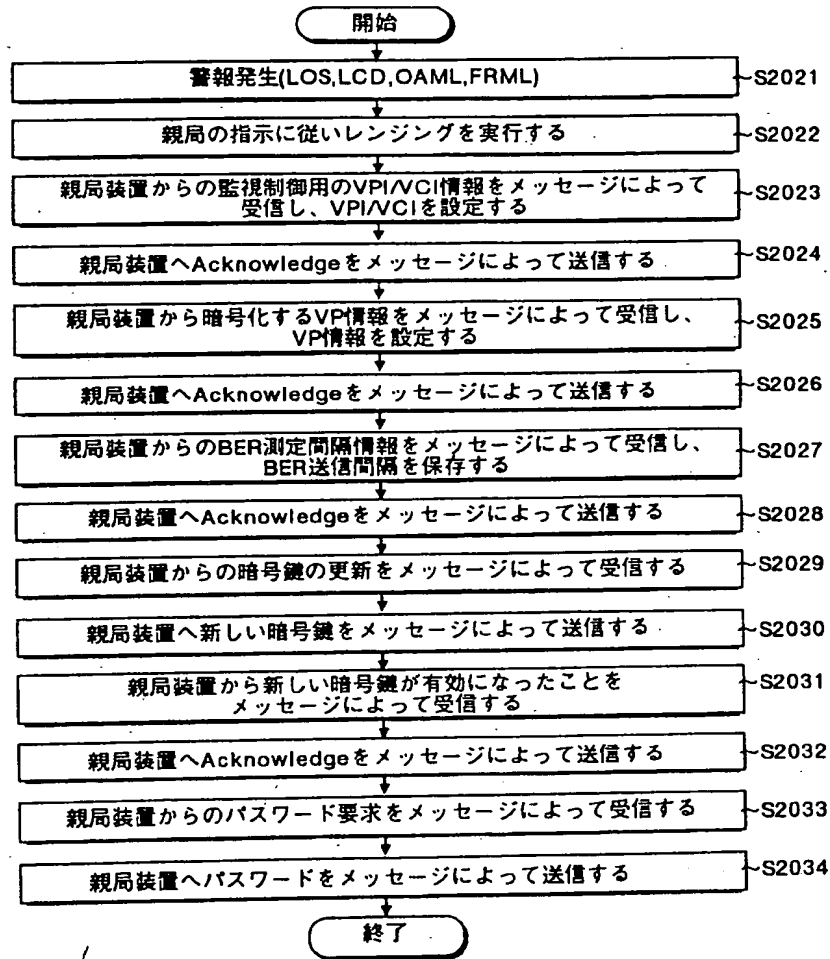 開始
警報発生(LOS,LCD,OAML,FRML)
S2021
親局の指示に従いレンジングを実行する
S2022
親局装置からの監視制御用のVPI/VCI情報をメッセージによって
受信し、VPI/VCIを設定する
S2023
親局装置へAcknowledgeをメッセージによって送信する
S2024
親局装置から暗号化するVP情報をメッセージによって受信し、
VP情報を設定する
S2025
親局装置へAcknowledgeをメッセージによって送信する
S2026
親局装置からのBER測定間隔情報をメッセージによって受信し、
BER送信間隔を保存する
S2027
親局装置へAcknowledgeをメッセージによって送信する
S2028
親局装置からの暗号鍵の更新をメッセージによって受信する
S2029
親局装置へ新しい暗号鍵をメッセージによって送信する
S2030
親局装置から新しい暗号鍵が有効になったことを
メッセージによって受信する
S2031
親局装置へAcknowledgeをメッセージによって送信する
S2032
親局装置からのパスワード要求をメッセージによって受信する
S2033
親局装置へパスワードをメッセージによって送信する
S2034
終了